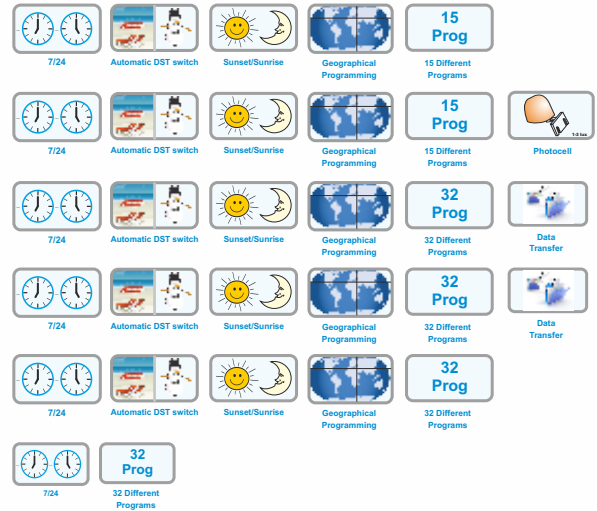 15
Prog
7/24 Automatic DST switch Sunset/Sunrise Geographical Programming 15 Different Programs
15
Prog
1-3 lux
7/24 Automatic DST switch Sunset/Sunrise Geographical Programming 15 Different Programs Photocell
32
Prog
7/24 Automatic DST switch Sunset/Sunrise Geographical Programming 32 Different Programs Data Transfer
32
Prog
7/24 Automatic DST switch Sunset/Sunrise Geographical Programming 32 Different Programs Data Transfer
32
Prog
7/24 Automatic DST switch Sunset/Sunrise Geographical Programming 32 Different Programs
32
Prog
7/24 32 Different Programs